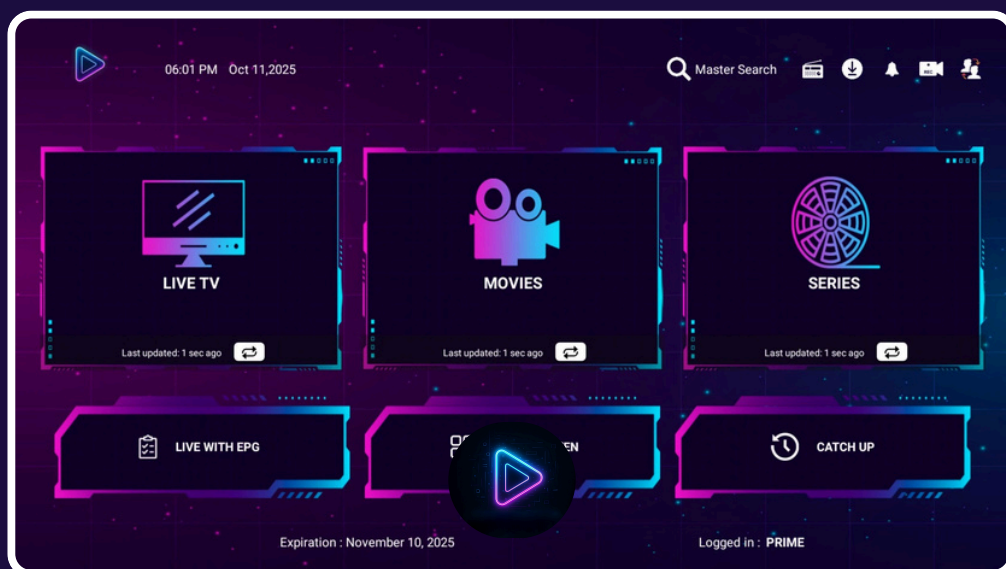 06:01 PM Oct 11,2025
Master Search
REC
LIVE TV
MOVIES
SERIES
Last updated: 1 sec ago
Last updated: 1 sec ago
Last updated: 1 sec ago
LIVE WITH EPG
EN
CATCH UP
Expiration : November 10, 2025
Logged in : PRIME